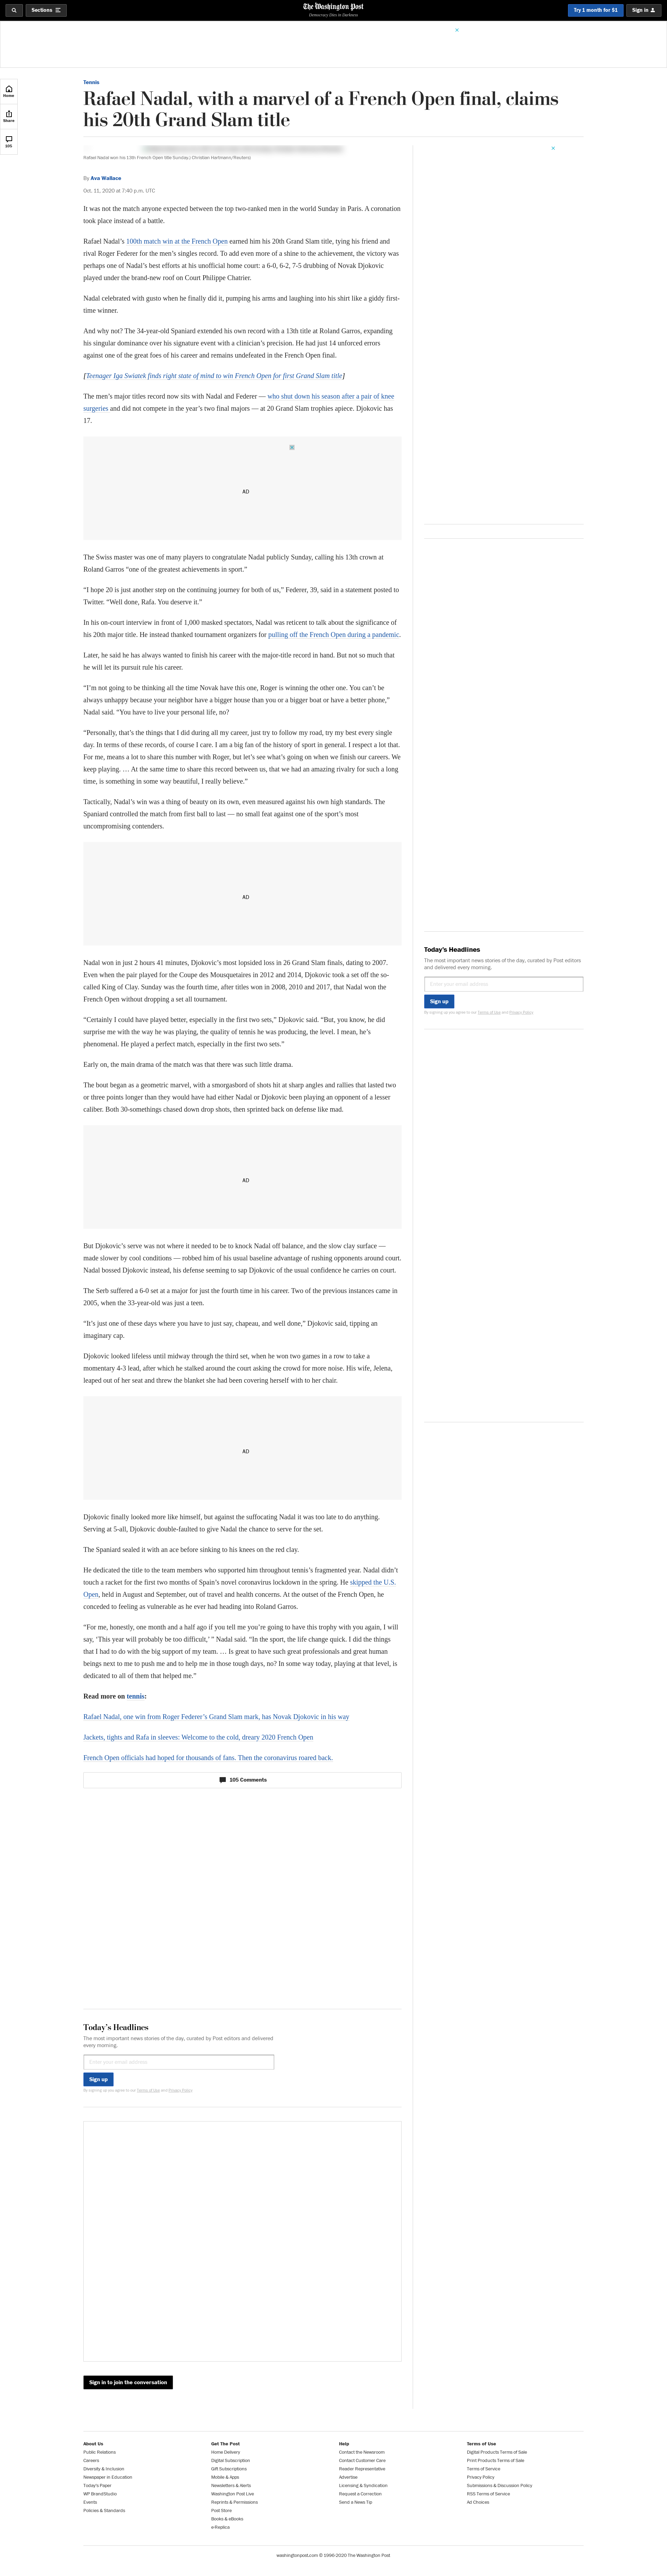 Sections
The Washington Post
Democracy Dies in Darkness
Try 1 month for $1
Sign in
Home
Share
105
Tennis
Rafael Nadal, with a marvel of a French Open final, claims
his 20th Grand Slam title
Rafael Nadal won his 13th French Open title Sunday. ( Christian Hartmann/Reuters)
By Ava Wallace
Oct. 11, 2020 at 7:40 p.m. UTC
It was not the match anyone expected between the top two-ranked men in the world Sunday in Paris. A coronation
took place instead of a battle.
Rafael Nadal’s 100th match win at the French Open earned him his 20th Grand Slam title, tying his friend and
rival Roger Federer for the men’s singles record. To add even more of a shine to the achievement, the victory was
perhaps one of Nadal’s best efforts at his unofficial home court: a 6-0, 6-2, 7-5 drubbing of Novak Djokovic
played under the brand-new roof on Court Philippe Chatrier.
Nadal celebrated with gusto when he finally did it, pumping his arms and laughing into his shirt like a giddy first-
time winner.
And why not? The 34-year-old Spaniard extended his own record with a 13th title at Roland Garros, expanding
his singular dominance over his signature event with a clinician’s precision. He had just 14 unforced errors
against one of the great foes of his career and remains undefeated in the French Open final.
[Teenager Iga Swiatek finds right state of mind to win French Open for first Grand Slam title]
The men’s major titles record now sits with Nadal and Federer — who shut down his season after a pair of knee
surgeries and did not compete in the year’s two final majors — at 20 Grand Slam trophies apiece. Djokovic has
17.
AD
The Swiss master was one of many players to congratulate Nadal publicly Sunday, calling his 13th crown at
Roland Garros “one of the greatest achievements in sport.”
“I hope 20 is just another step on the continuing journey for both of us,” Federer, 39, said in a statement posted to
Twitter. “Well done, Rafa. You deserve it.”
In his on-court interview in front of 1,000 masked spectators, Nadal was reticent to talk about the significance of
his 20th major title. He instead thanked tournament organizers for pulling off the French Open during a pandemic.
Later, he said he has always wanted to finish his career with the major-title record in hand. But not so much that
he will let its pursuit rule his career.
“I’m not going to be thinking all the time Novak have this one, Roger is winning the other one. You can’t be
always unhappy because your neighbor have a bigger house than you or a bigger boat or have a better phone,”
Nadal said. “You have to live your personal life, no?
“Personally, that’s the things that I did during all my career, just try to follow my road, try my best every single
day. In terms of these records, of course I care. I am a big fan of the history of sport in general. I respect a lot that.
For me, means a lot to share this number with Roger, but let’s see what’s going on when we finish our careers. We
keep playing. … At the same time to share this record between us, that we had an amazing rivalry for such a long
time, is something in some way beautiful, I really believe.”
Tactically, Nadal’s win was a thing of beauty on its own, even measured against his own high standards. The
Spaniard controlled the match from first ball to last — no small feat against one of the sport’s most
uncompromising contenders.
AD
Nadal won in just 2 hours 41 minutes, Djokovic’s most lopsided loss in 26 Grand Slam finals, dating to 2007.
Even when the pair played for the Coupe des Mousquetaires in 2012 and 2014, Djokovic took a set off the so-
called King of Clay. Sunday was the fourth time, after titles won in 2008, 2010 and 2017, that Nadal won the
French Open without dropping a set all tournament.
“Certainly I could have played better, especially in the first two sets,” Djokovic said. “But, you know, he did
surprise me with the way he was playing, the quality of tennis he was producing, the level. I mean, he’s
phenomenal. He played a perfect match, especially in the first two sets.”
Early on, the main drama of the match was that there was such little drama.
The bout began as a geometric marvel, with a smorgasbord of shots hit at sharp angles and rallies that lasted two
or three points longer than they would have had either Nadal or Djokovic been playing an opponent of a lesser
caliber. Both 30-somethings chased down drop shots, then sprinted back on defense like mad.
AD
But Djokovic’s serve was not where it needed to be to knock Nadal off balance, and the slow clay surface —
made slower by cool conditions — robbed him of his usual baseline advantage of rushing opponents around court.
Nadal bossed Djokovic instead, his defense seeming to sap Djokovic of the usual confidence he carries on court.
The Serb suffered a 6-0 set at a major for just the fourth time in his career. Two of the previous instances came in
2005, when the 33-year-old was just a teen.
“It’s just one of these days where you have to just say, chapeau, and well done,” Djokovic said, tipping an
imaginary cap.
Djokovic looked lifeless until midway through the third set, when he won two games in a row to take a
momentary 4-3 lead, after which he stalked around the court asking the crowd for more noise. His wife, Jelena,
leaped out of her seat and threw the blanket she had been covering herself with to her chair.
AD
Djokovic finally looked more like himself, but against the suffocating Nadal it was too late to do anything.
Serving at 5-all, Djokovic double-faulted to give Nadal the chance to serve for the set.
The Spaniard sealed it with an ace before sinking to his knees on the red clay.
He dedicated the title to the team members who supported him throughout tennis’s fragmented year. Nadal didn’t
touch a racket for the first two months of Spain’s novel coronavirus lockdown in the spring. He skipped the U.S.
Open, held in August and September, out of travel and health concerns. At the outset of the French Open, he
conceded to feeling as vulnerable as he ever had heading into Roland Garros.
“For me, honestly, one month and a half ago if you tell me you’re going to have this trophy with you again, I will
say, ‘This year will probably be too difficult,’ ” Nadal said. “In the sport, the life change quick. I did the things
that I had to do with the big support of my team. … Is great to have such great professionals and great human
beings next to me to push me and to help me in those tough days, no? In some way today, playing at that level, is
dedicated to all of them that helped me.”
Read more on tennis:
Rafael Nadal, one win from Roger Federer’s Grand Slam mark, has Novak Djokovic in his way
Jackets, tights and Rafa in sleeves: Welcome to the cold, dreary 2020 French Open
French Open officials had hoped for thousands of fans. Then the coronavirus roared back.
105 Comments
Today’s Headlines
The most important news stories of the day, curated by Post editors and delivered
every morning.
Enter your email address
Sign up
By signing up you agree to our Terms of Use and Privacy Policy
Sign in to join the conversation
Today’s Headlines
The most important news stories of the day, curated by Post editors
and delivered every morning.
Enter your email address
Sign up
By signing up you agree to our Terms of Use and Privacy Policy
About Us
Public Relations
Careers
Diversity & Inclusion
Newspaper in Education
Today's Paper
WP BrandStudio
Events
Policies & Standards
Get The Post
Home Delivery
Digital Subscription
Gift Subscriptions
Mobile & Apps
Newsletters & Alerts
Washington Post Live
Reprints & Permissions
Post Store
Books & eBooks
e-Replica
Help
Contact the Newsroom
Contact Customer Care
Reader Representative
Advertise
Licensing & Syndication
Request a Correction
Send a News Tip
Terms of Use
Digital Products Terms of Sale
Print Products Terms of Sale
Terms of Service
Privacy Policy
Submissions & Discussion Policy
RSS Terms of Service
Ad Choices
washingtonpost.com © 1996-2020 The Washington Post